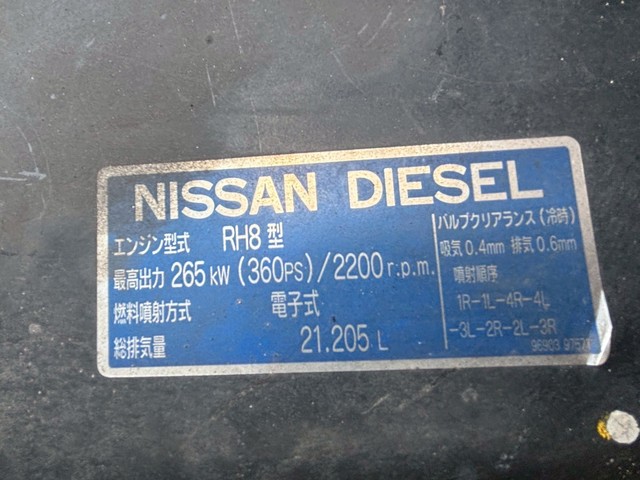 NISSAN DIESEL
エンジン型式 RH8 型
最高出力 265 kW (360PS)/2200 r.p.m.
燃料噴射方式 電子式
総排気量 21.205 L
バルブクリアランス (冷時)
吸気 0.4mm 排気 0.6mm
噴射順序
1R-1L-4R-4L
-3L-2R-2L-3R
96903